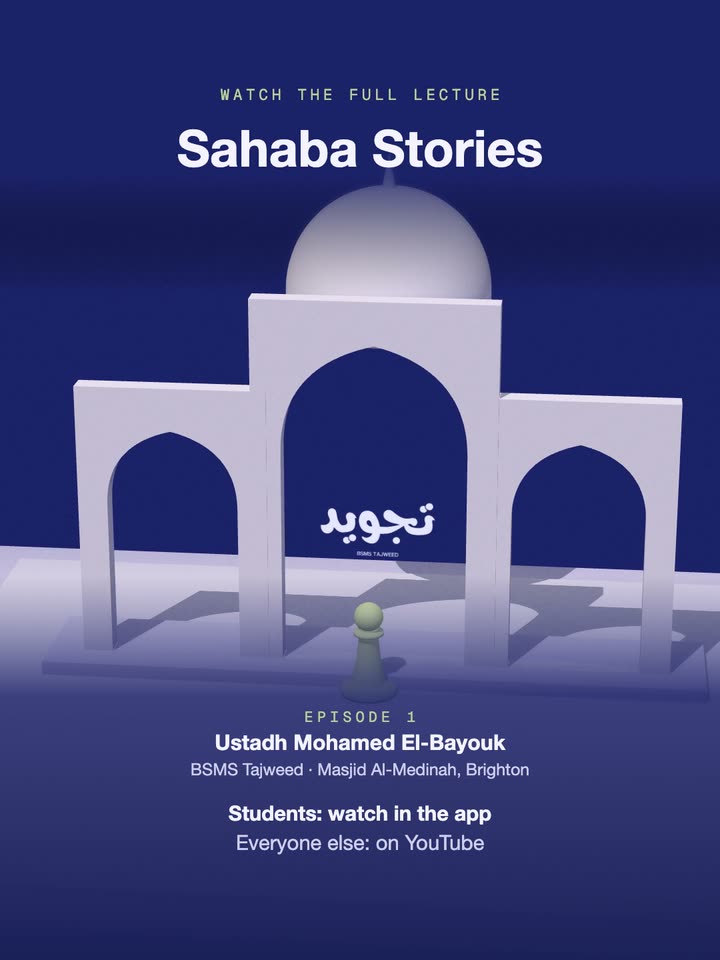 WATCH THE FULL LECTURE
Sahaba Stories
تجويد
BSMS TAJWEED
EPISODE 1
Ustadh Mohamed El-Bayouk
BSMS Tajweed · Masjid Al-Medinah, Brighton
Students: watch in the app
Everyone else: on YouTube